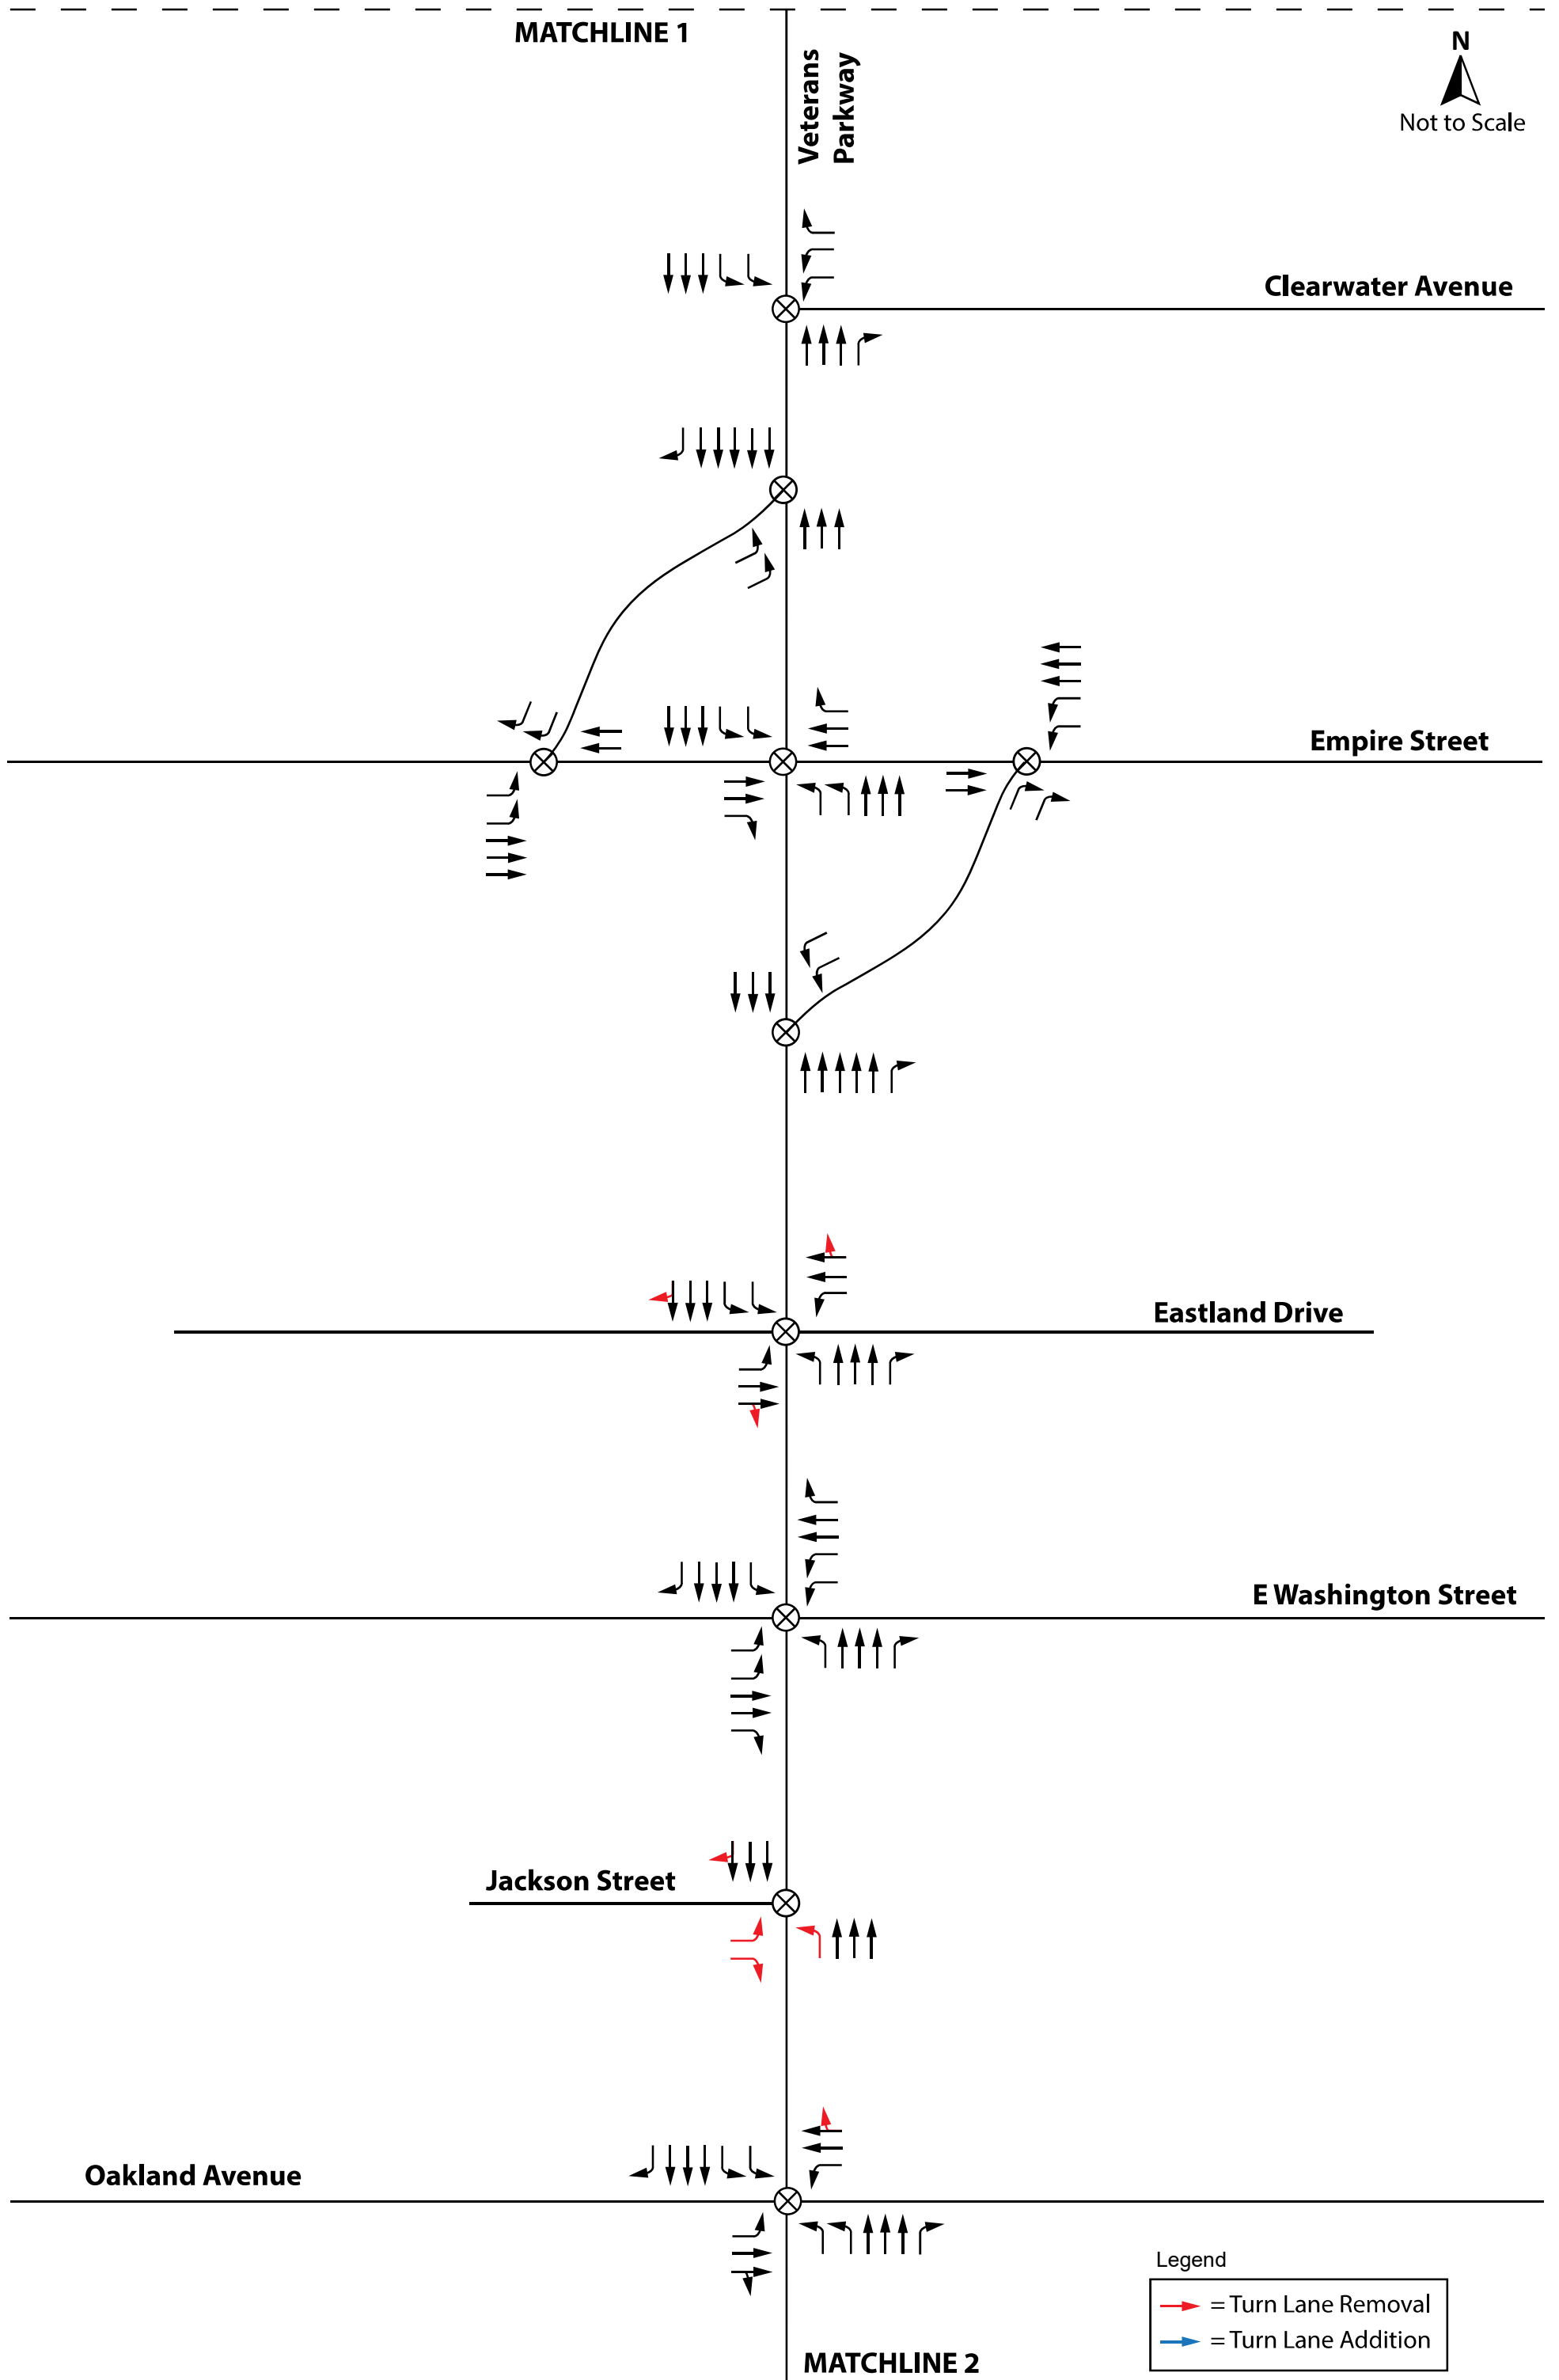 MATCHLINE 1
Veterans
Parkway
N
Not to Scale
Clearwater Avenue
Empire Street
Eastland Drive
E Washington Street
Jackson Street
Oakland Avenue
Legend
= Turn Lane Removal
= Turn Lane Addition
MATCHLINE 2